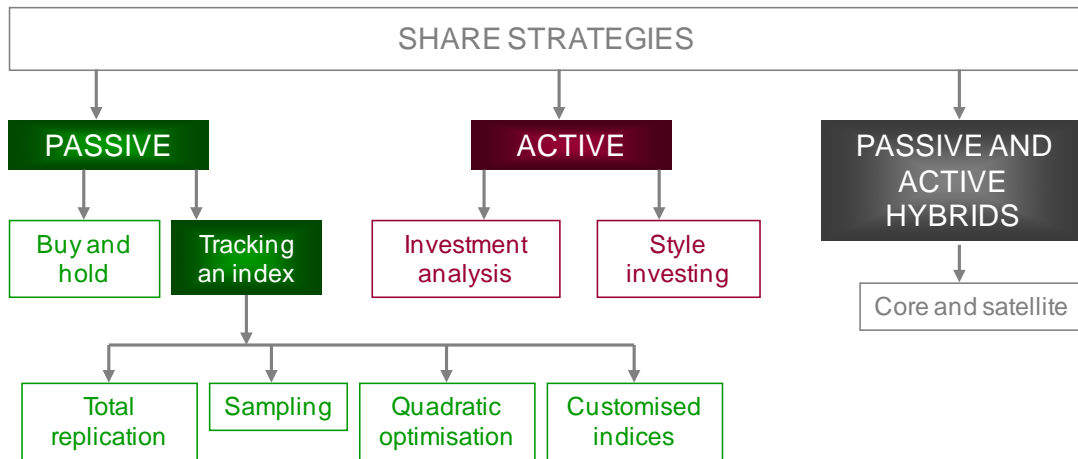 SHARE STRATEGIES
PASSIVE
ACTIVE
PASSIVE AND
ACTIVE
HYBRIDS
Buy and
hold
Tracking
an index
Investment
analysis
Style
investing
Core and satellite
Total
replication
Sampling
Quadratic
optimisation
Customised
indices